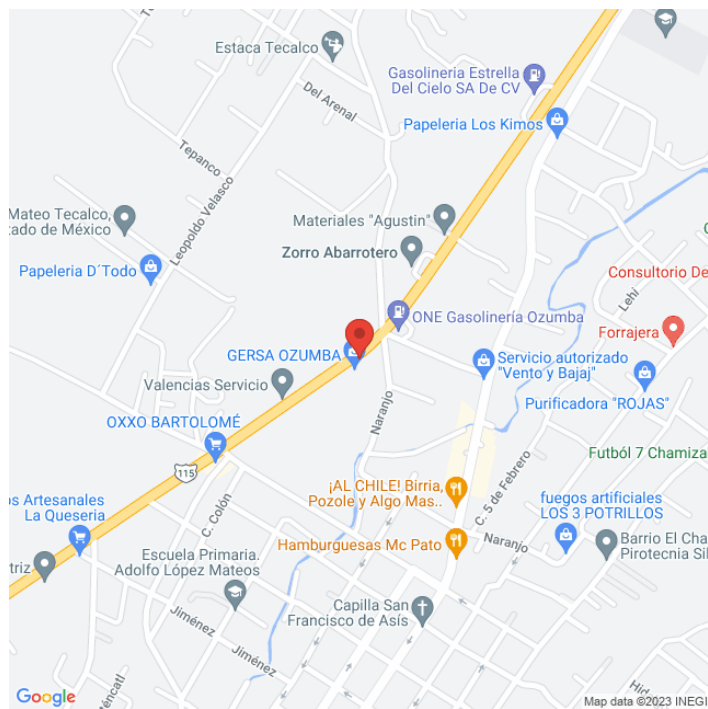 Estaca Tecalco
Gasolineria Estrella
Del Cielo SA De CV
Del Arenal
Papeleria Los Kimos
Tepanco
Leopoldo Velasco
Mateo Tecalco,
tado de México
Materiales "Agustin"
Zorro Abarrotero
Papeleria D´Todo
Consultorio De
Lehi
ONE Gasolinería Ozumba
Forrajera
GERSA OZUMBA
Servicio autorizado
"Vento y Bajaj"
Valencias Servicio
Purificadora "ROJAS"
Naranjo
OXXO BARTOLOMÉ
Futból 7 Chamiza
115
¡AL CHILE! Birria,
Pozole y Algo Mas..
C. 5 de Febrero
os Artesanales
La Queseria
C. Colón
fuegos artificiales
LOS 3 POTRILLOS
Hamburguesas Mc Pato
Naranjo
Escuela Primaria.
Adolfo López Mateos
Barrio El Cha
Pirotecnia Sil
triz
Capilla San
Francisco de Asís
Jiménez
Jiménez
Google
Map data ©2023 INEGI